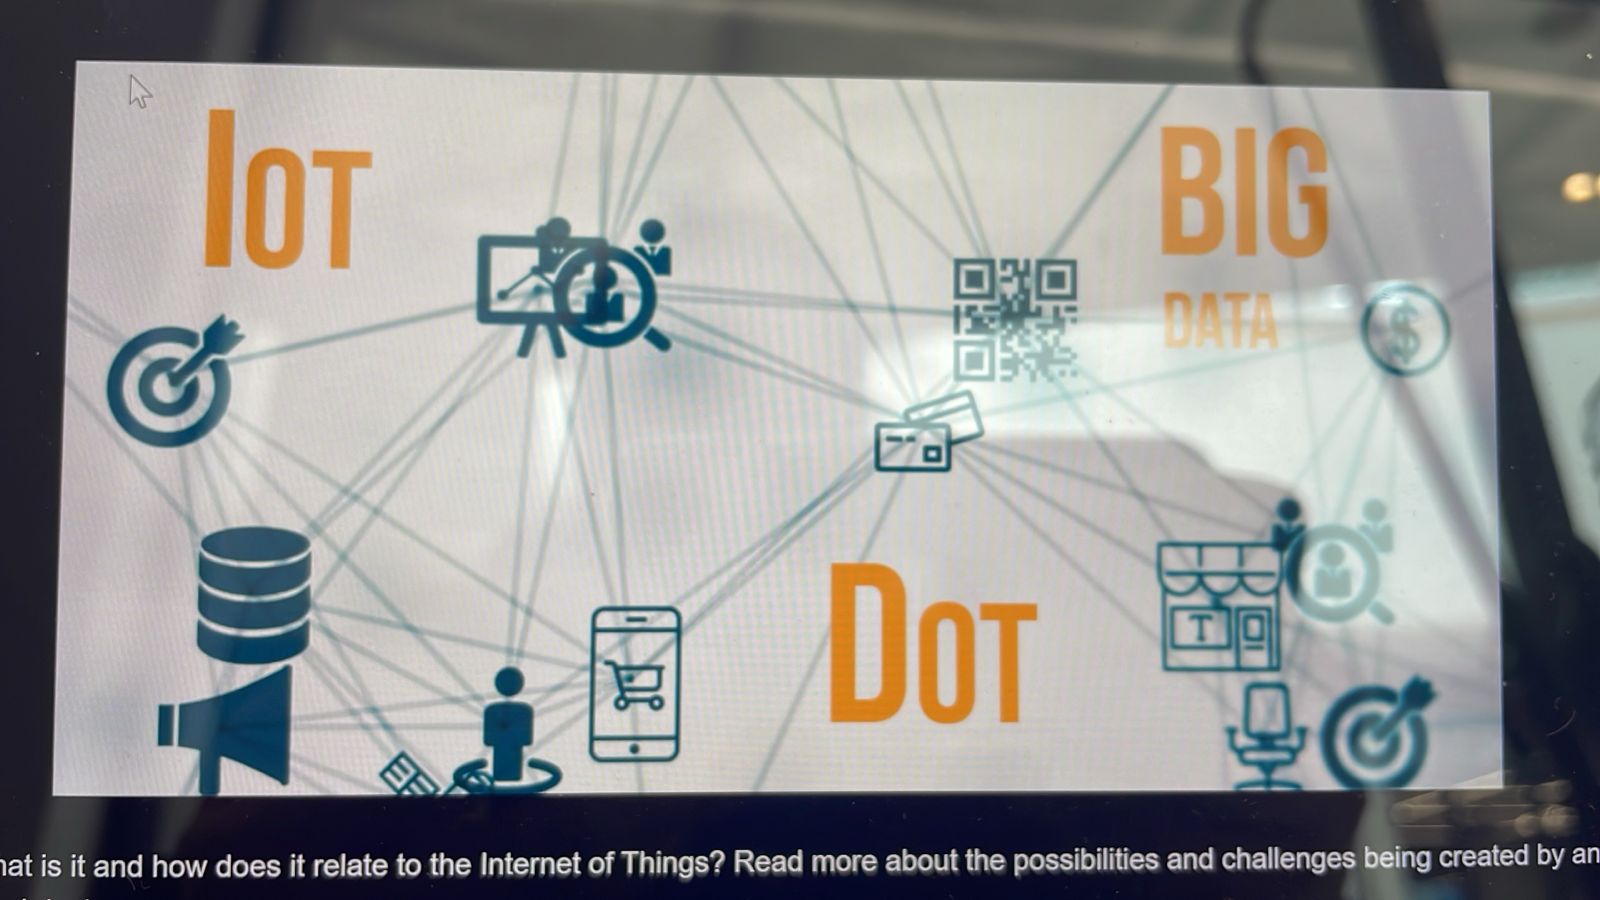 IoT
BIG
DATA
DoT
T
hat is it and how does it relate to the Internet of Things? Read more about the possibilities and challenges being created by an